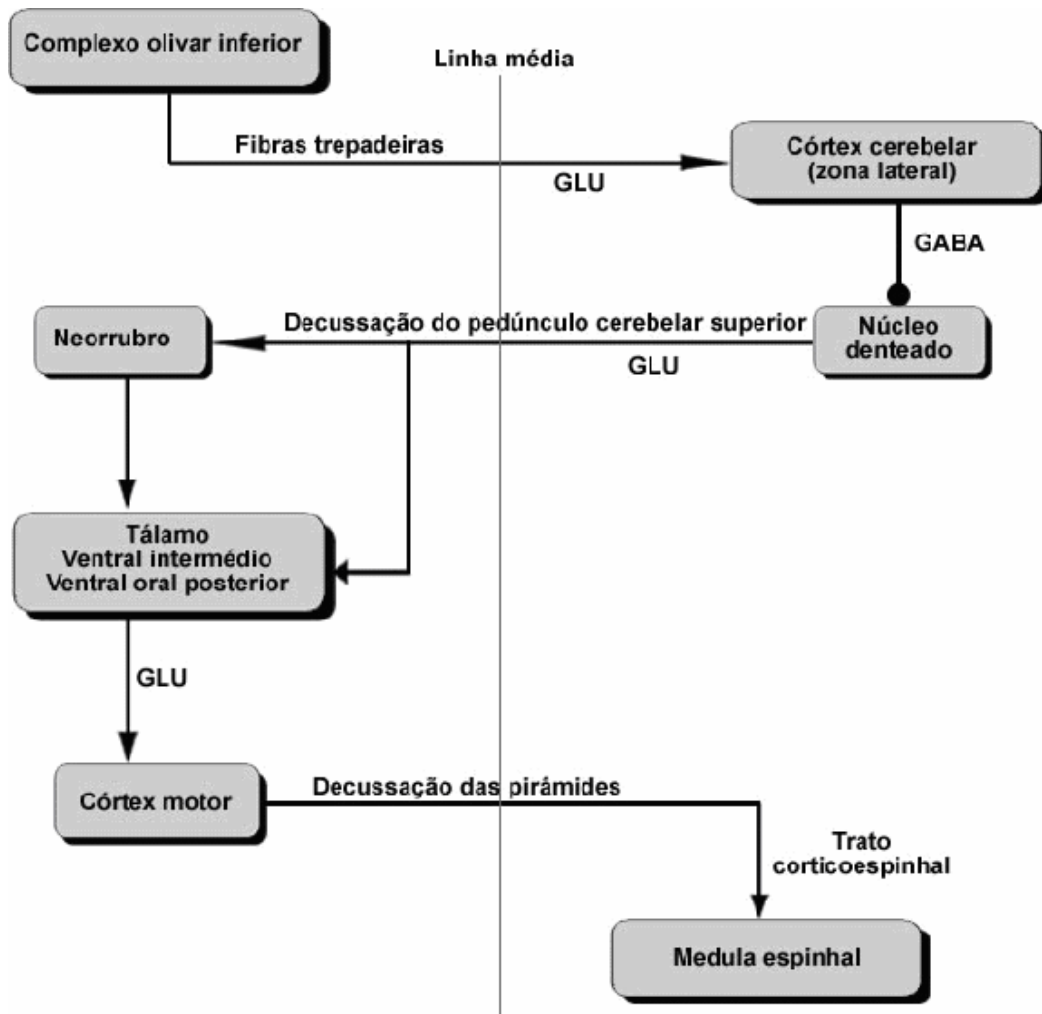 Complexo olivar inferior
Linha média
Fibras trepadeiras
GLU
Córtex cerebelar
(zona lateral)
GABA
Decussação do pedúnculo cerebelar superior
GLU
Neorrubro
Núcleo
denteado
Tálamo
Ventral intermédio
Ventral oral posterior
GLU
Córtex motor
Decussação das pirâmides
Trato
corticoespinhal
Medula espinhal